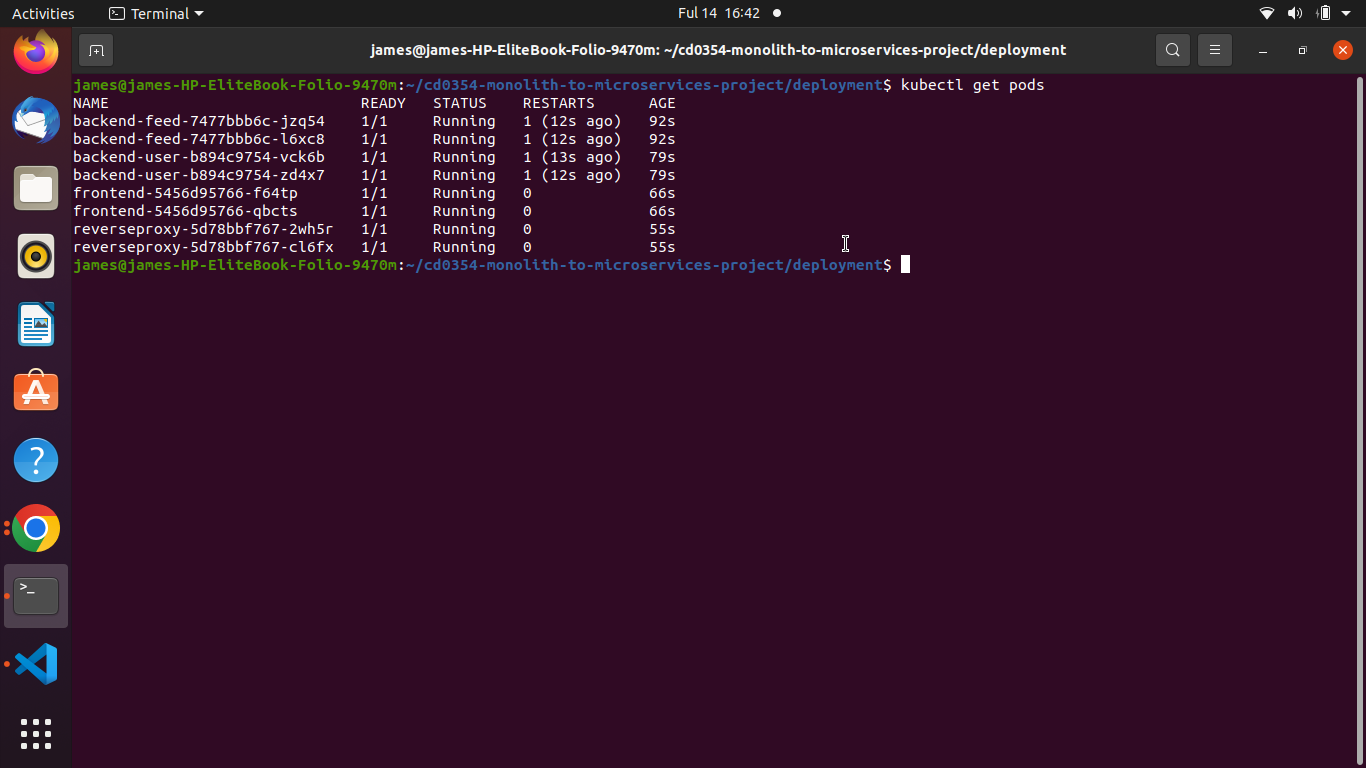 Activities Terminal Ful 14 16:42
james@james-HP-EliteBook-Folio-9470m: ~/cd0354-monolith-to-microservices-project/deployment
james@james-HP-EliteBook-Folio-9470m:~/cd0354-monolith-to-microservices-project/deployment$ kubectl get pods
NAME READY STATUS RESTARTS AGE
backend-feed-7477bbb6c-jzq54 1/1 Running 1 (12s ago) 92s
backend-feed-7477bbb6c-l6xc8 1/1 Running 1 (12s ago) 92s
backend-user-b894c9754-vck6b 1/1 Running 1 (13s ago) 79s
backend-user-b894c9754-zd4x7 1/1 Running 1 (12s ago) 79s
frontend-5456d95766-f64tp 1/1 Running 0 66s
frontend-5456d95766-qbcts 1/1 Running 0 66s
reverseproxy-5d78bbf767-2wh5r 1/1 Running 0 55s
reverseproxy-5d78bbf767-cl6fx 1/1 Running 0 55s
james@james-HP-EliteBook-Folio-9470m:~/cd0354-monolith-to-microservices-project/deployment$